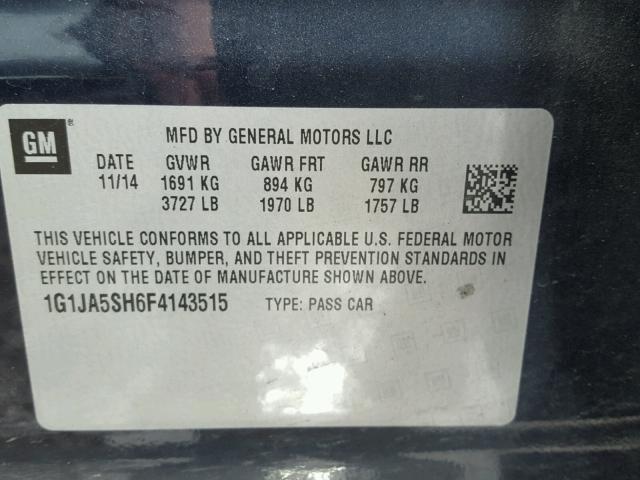 GM ®
MFD BY GENERAL MOTORS LLC
DATE GVWR GAWR FRT GAWR RR
11/14 1691 KG 894 KG 797 KG
3727 LB 1970 LB 1757 LB
THIS VEHICLE CONFORMS TO ALL APPLICABLE U.S. FEDERAL MOTOR
VEHICLE SAFETY, BUMPER, AND THEFT PREVENTION STANDARDS IN
EFFECT ON THE DATE OF MANUFACTURE SHOWN ABOVE.
1G1JA5SH6F4143515 TYPE: PASS CAR